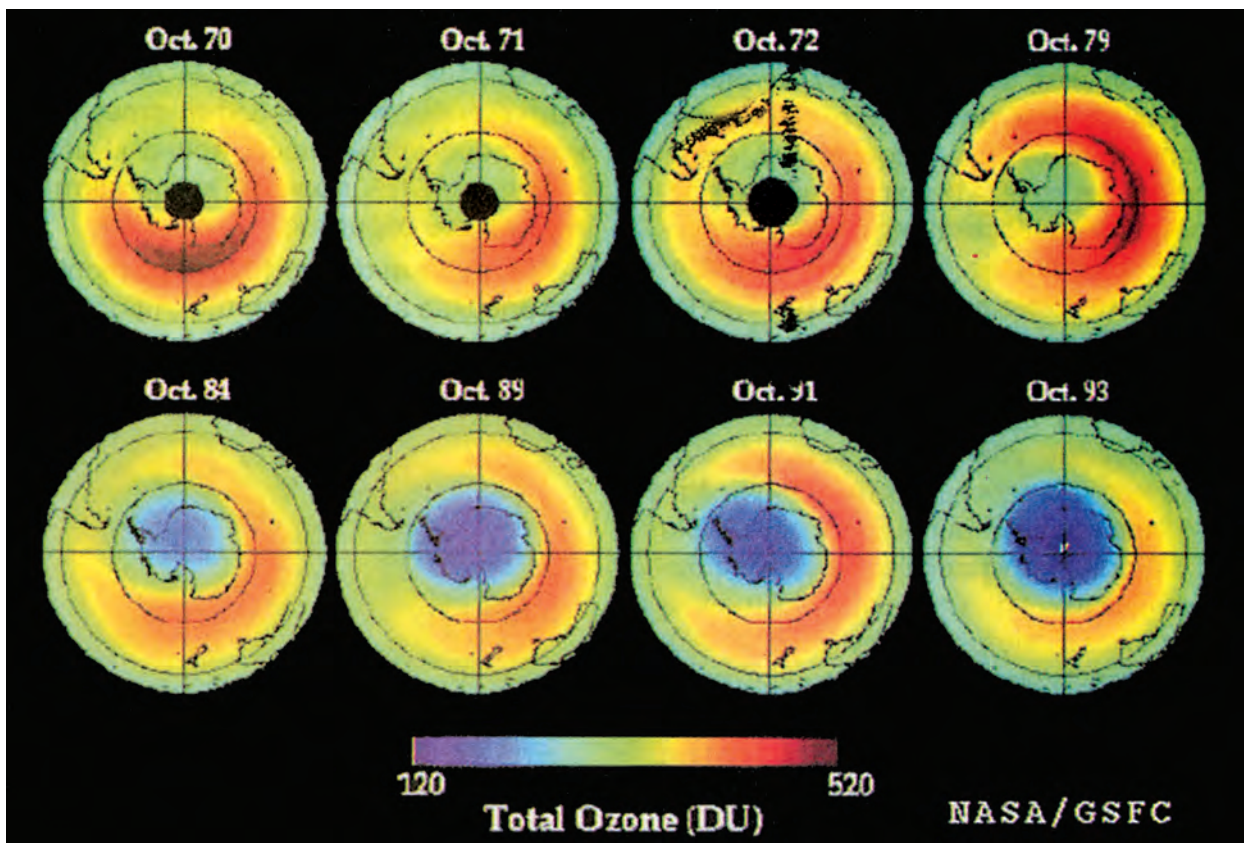 Oct. 70 Oct. 71 Oct. 72 Oct. 79
Oct. 84 Oct. 89 Oct. 91 Oct. 93
120 520
Total Ozone (DU)
NASA/GSFC